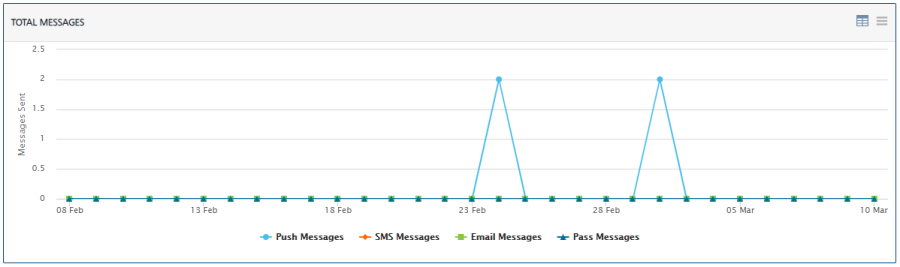 TOTAL MESSAGES
2.5
2
1.5
1
0.5
0
Messages Sent
08 Feb 13 Feb 18 Feb 23 Feb 28 Feb 05 Mar 10 Mar
Push Messages SMS Messages Email Messages Pass Messages